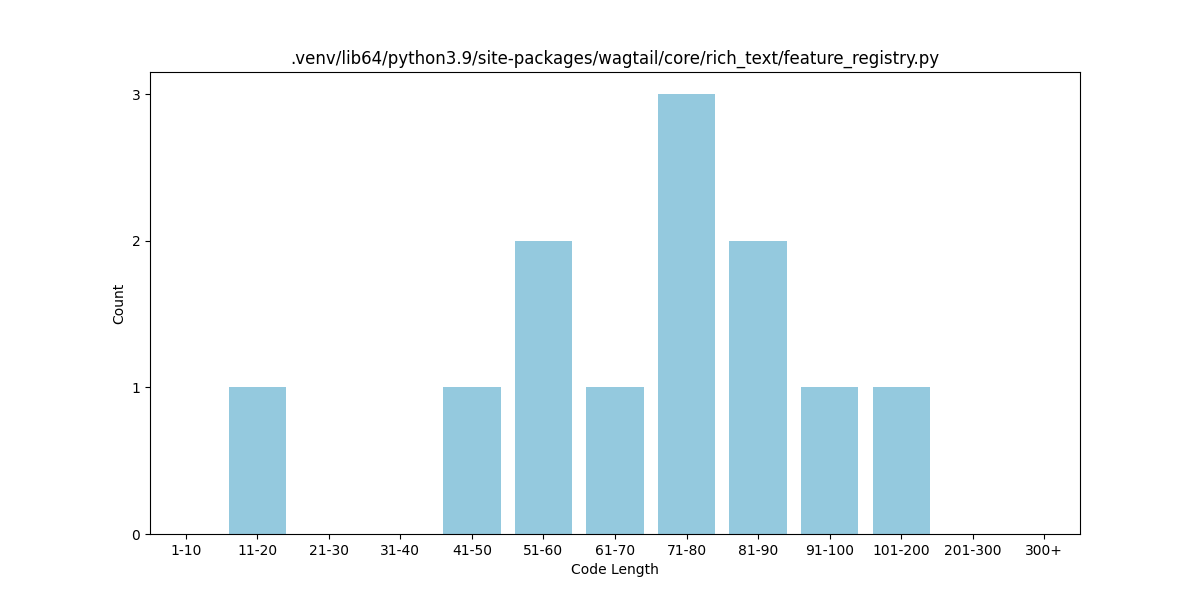 .venv/lib64/python3.9/site-packages/wagtail/core/rich_text/feature_registry.py
3
2
1
0
Count
1-10 11-20 21-30 31-40 41-50 51-60 61-70 71-80 81-90 91-100 101-200 201-300 300+
Code Length